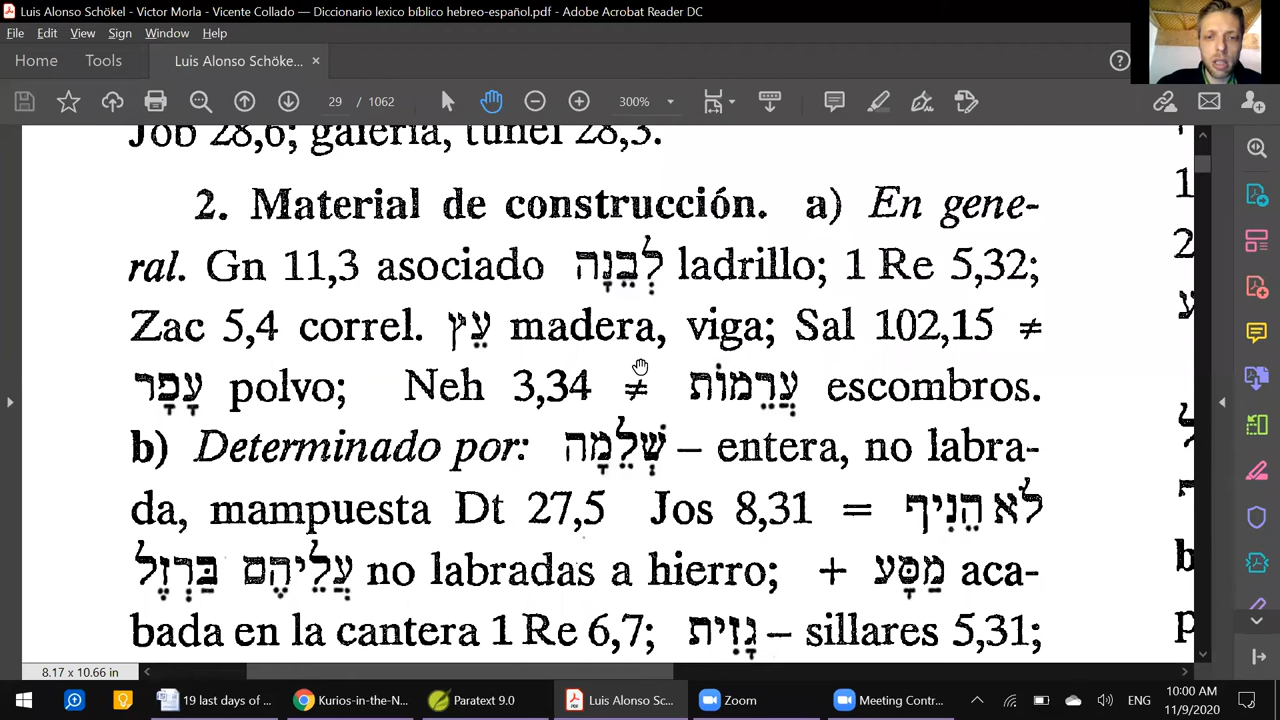 Luis Alonso Schökel - Victor Morla - Vicente Collado — Diccionario lexico bíblico hebreo-español.pdf - Adobe Acrobat Reader DC
File Edit View Sign Window Help
Home Tools Luis Alonso Schöke... ×
29 / 1062 300%
Job 28,6; galería, túnel 28,3.
2. Material de construcción. a) En gene-
ral. Gn 11,3 asociado לְבֵנָה ladrillo; 1 Re 5,32;
Zac 5,4 correl. עֵץ madera, viga; Sal 102,15 ≠
עָפָר polvo; Neh 3,34 ≠ עֲרֵמוֹת escombros.
b) Determinado por: שְׁלֵמָה – entera, no labra-
da, mampuesta Dt 27,5 Jos 8,31 = לֹא הֵנִיף
עֲלֵיהֶם בַּרְזֶל no labradas a hierro; + מַסָּע aca-
bada en la cantera 1 Re 6,7; גָּזִית – sillares 5,31;
1
2
ע
ל
b
p
8.17 x 10.66 in
19 last days of ... Kurios-in-the-N... Paratext 9.0 Luis Alonso Sc... Zoom Meeting Contr... ENG 10:00 AM
11/9/2020